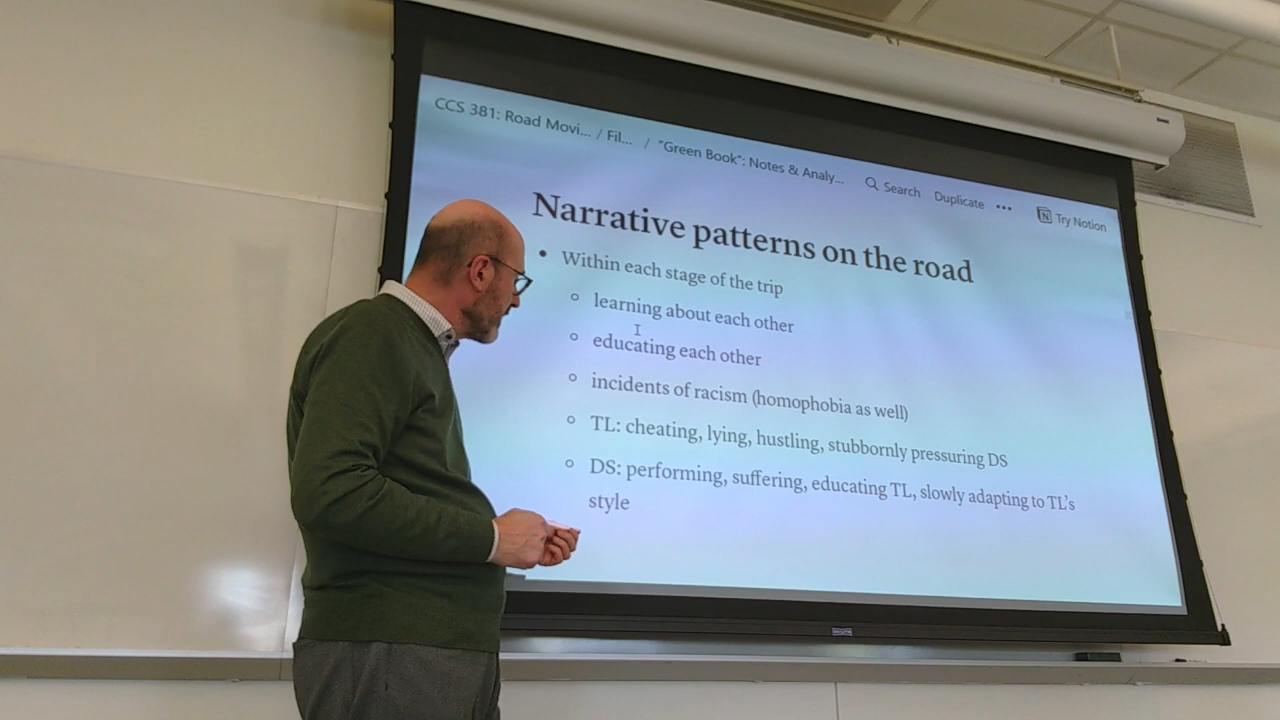 CCS 381: Road Movi... / Fil... / "Green Book": Notes & Analy... Search Duplicate ••• Try Notion
Narrative patterns on the road
• Within each stage of the trip
◦ learning about each other
◦ educating each other
◦ incidents of racism (homophobia as well)
◦ TL: cheating, lying, hustling, stubbornly pressuring DS
◦ DS: performing, suffering, educating TL, slowly adapting to TL's
style